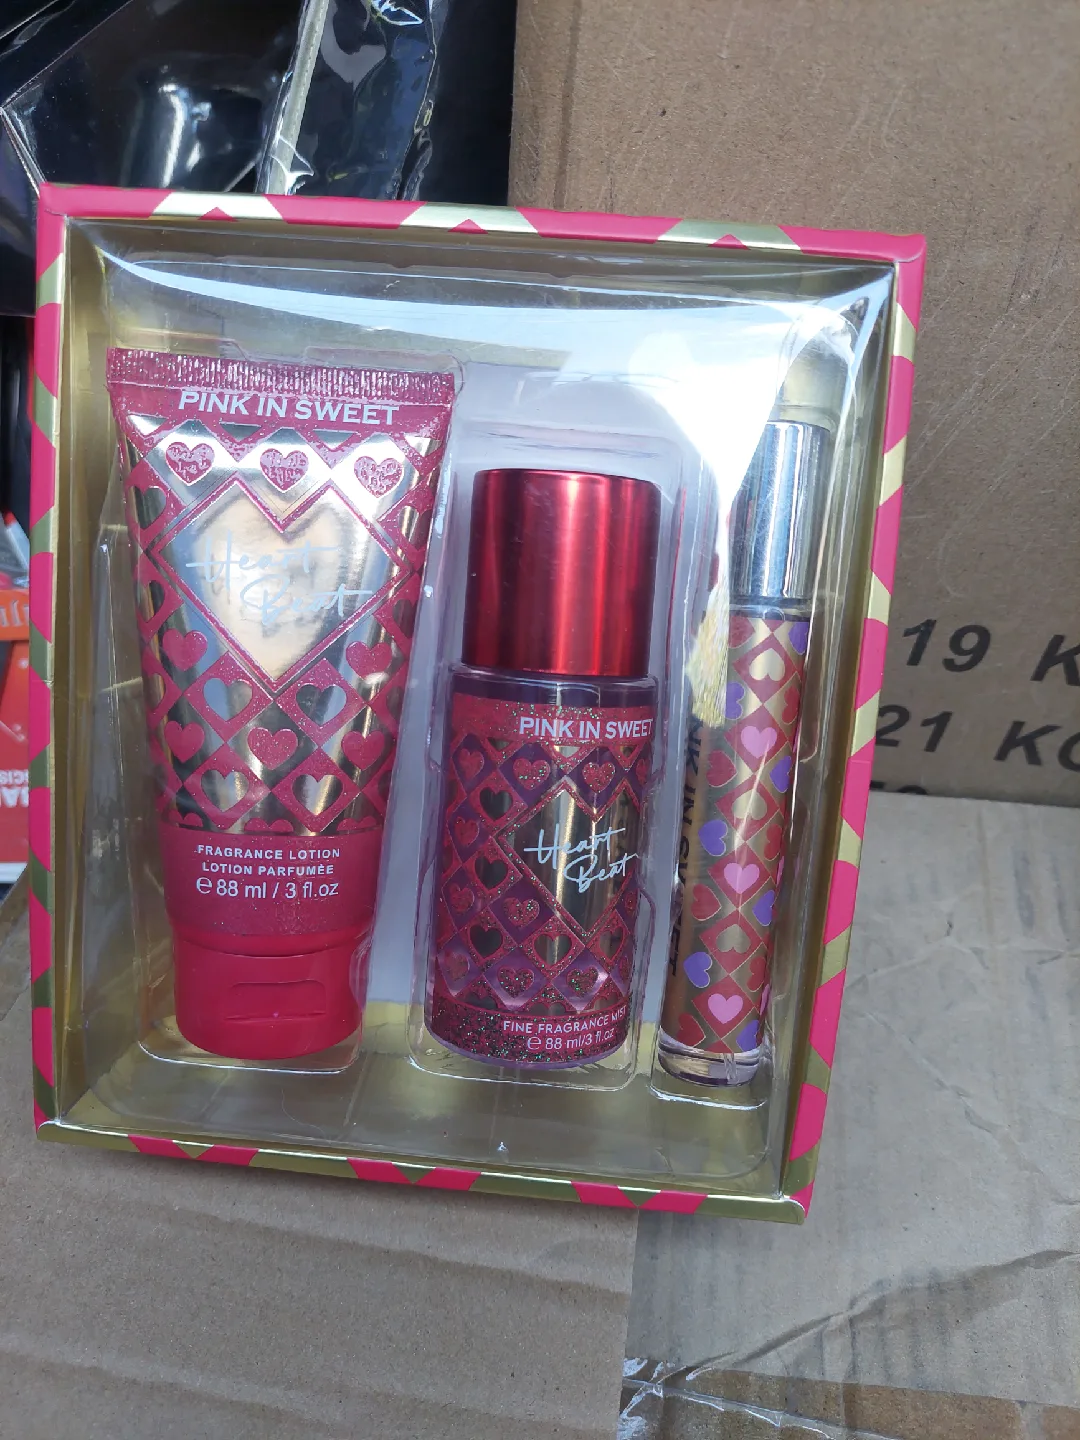 PINK IN SWEET
Heart
Beat
FRAGRANCE LOTION
LOTION PARFUMÉE
e 88 ml / 3 fl.oz
PINK IN SWEET
Heart
Beat
FINE FRAGRANCE MIST
e 88 ml/3 fl.oz
19 K
21 KG